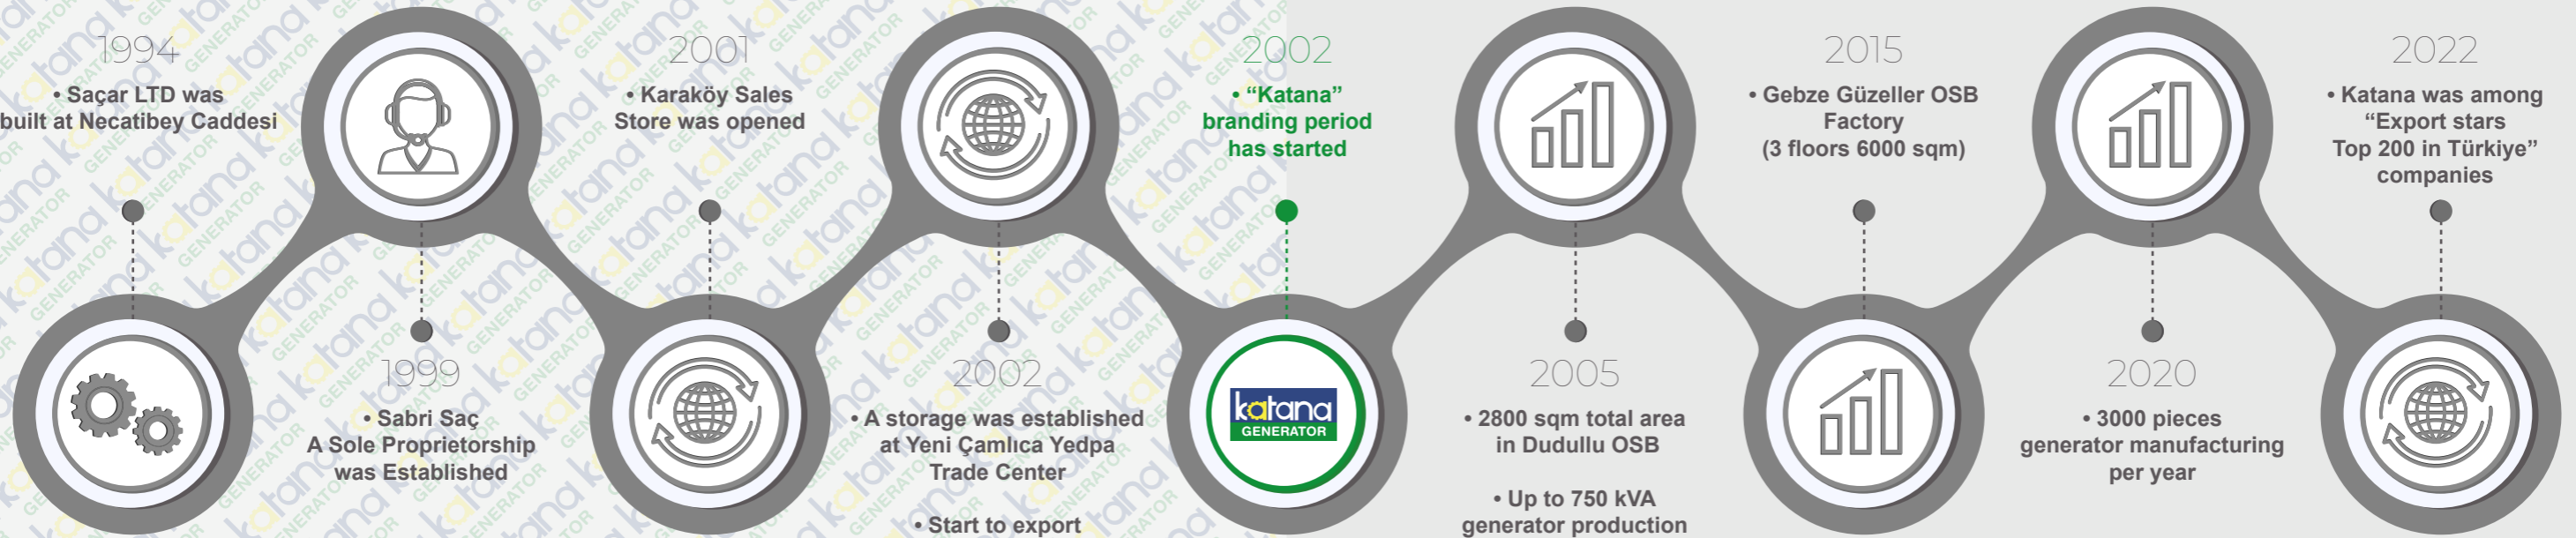 1994
• Saçar LTD was
built at Necatibey Caddesi
1999
• Sabri Saç
A Sole Proprietorship
was Established
2001
• Karaköy Sales
Store was opened
2002
• A storage was established
at Yeni Çamlıca Yedpa
Trade Center
• Start to export
2002
• “Katana”
branding period
has started
katana
GENERATOR
2005
• 2800 sqm total area
in Dudullu OSB
• Up to 750 kVA
generator production
2015
• Gebze Güzeller OSB
Factory
(3 floors 6000 sqm)
2020
• 3000 pieces
generator manufacturing
per year
2022
• Katana was among
“Export stars
Top 200 in Türkiye”
companies